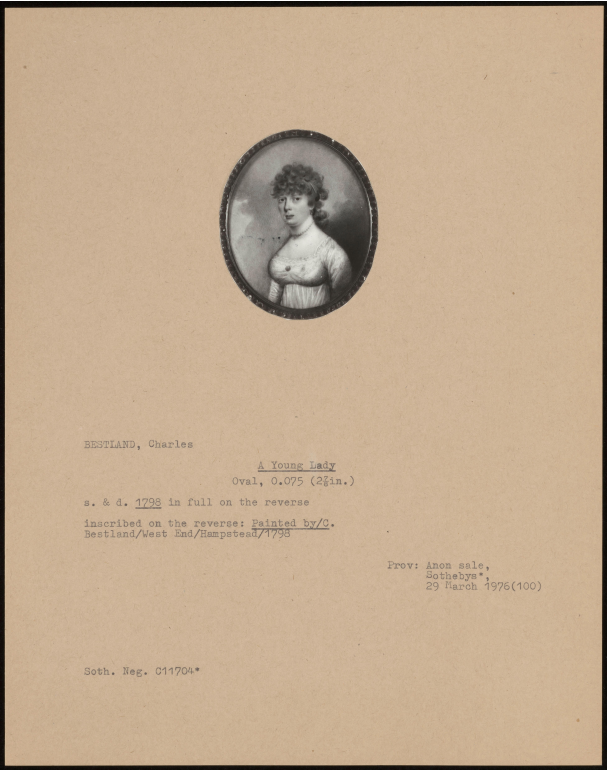 BESTLAND, Charles
A Young Lady
Oval, 0.075 (2⅞in.)
s. & d. 1798 in full on the reverse
inscribed on the reverse: Painted by/C.
Bestland/West End/Hampstead/1798
Prov: Anon sale,
Sothebys*,
29 March 1976(100)
Soth. Neg. C11704*